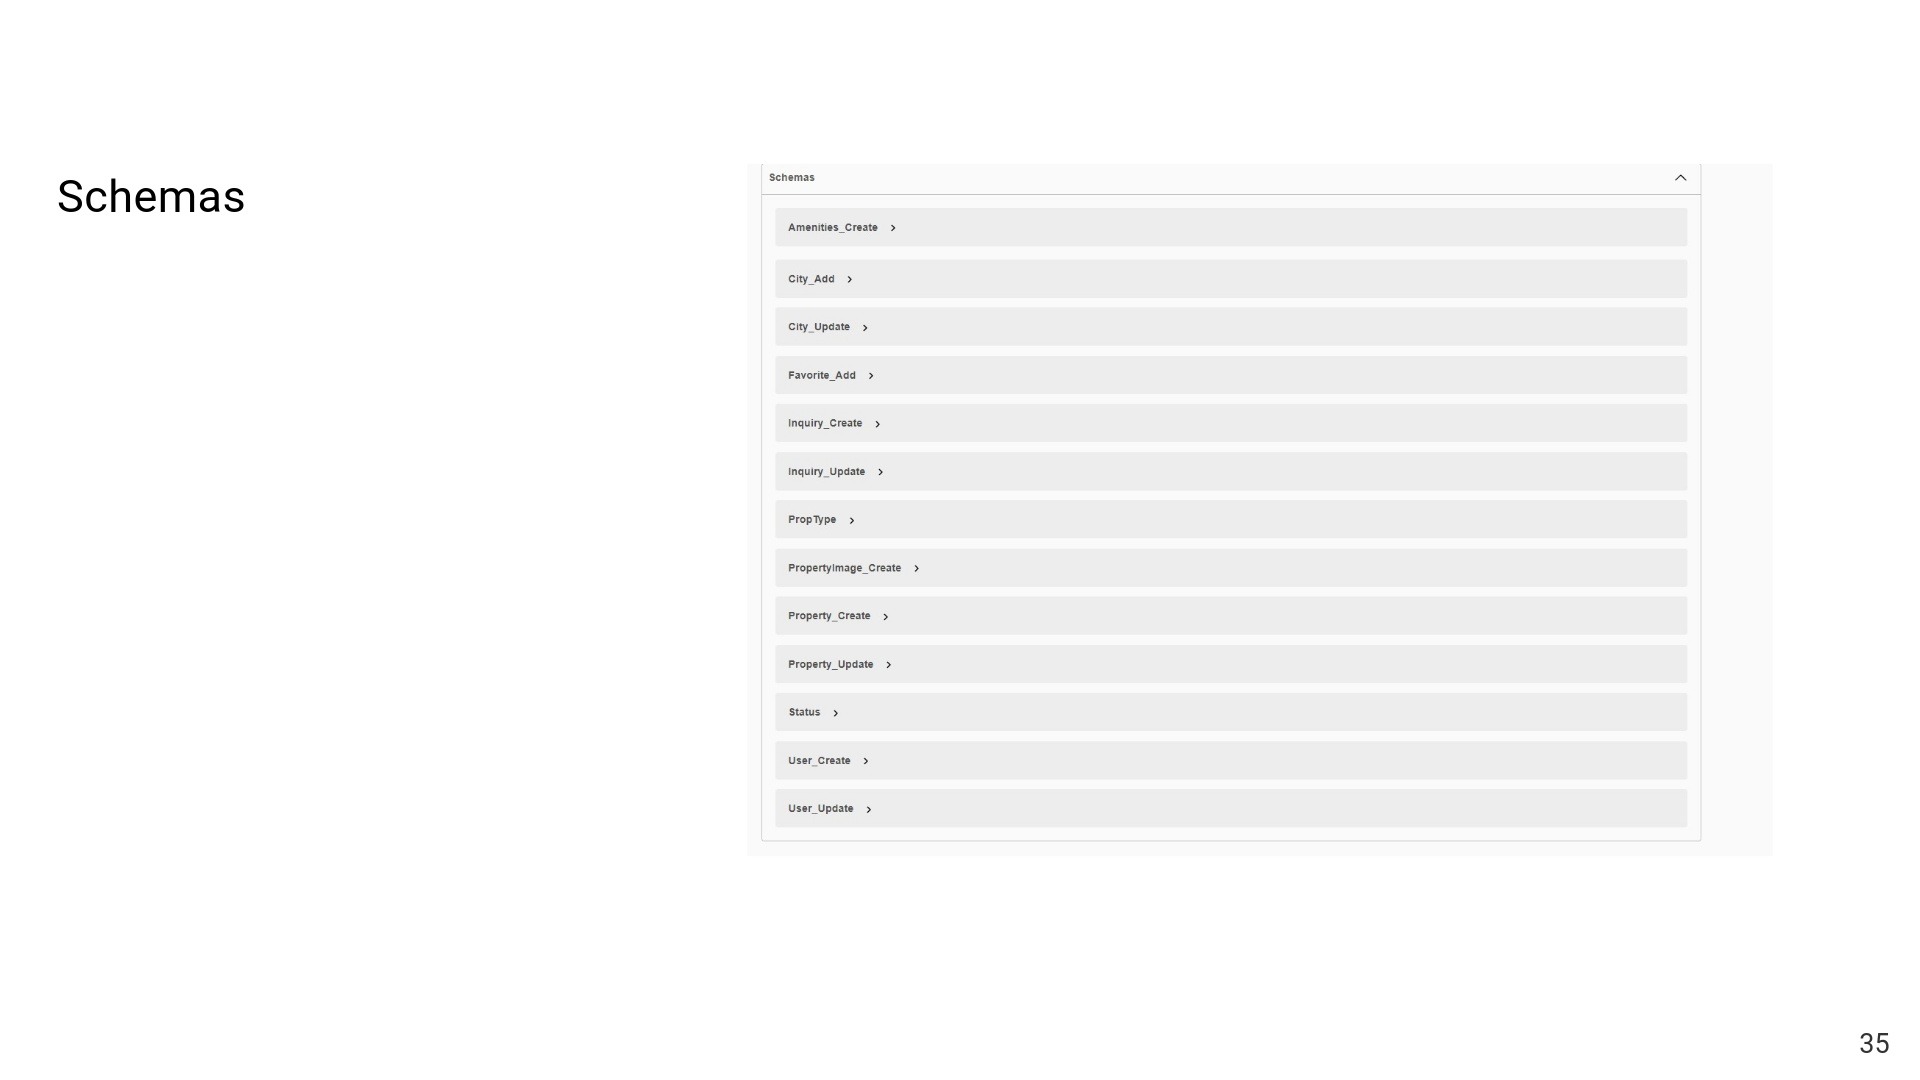 Schemas
Schemas
Amenities_Create
City_Add
City_Update
Favorite_Add
Inquiry_Create
Inquiry_Update
PropType
PropertyImage_Create
Property_Create
Property_Update
Status
User_Create
User_Update
35